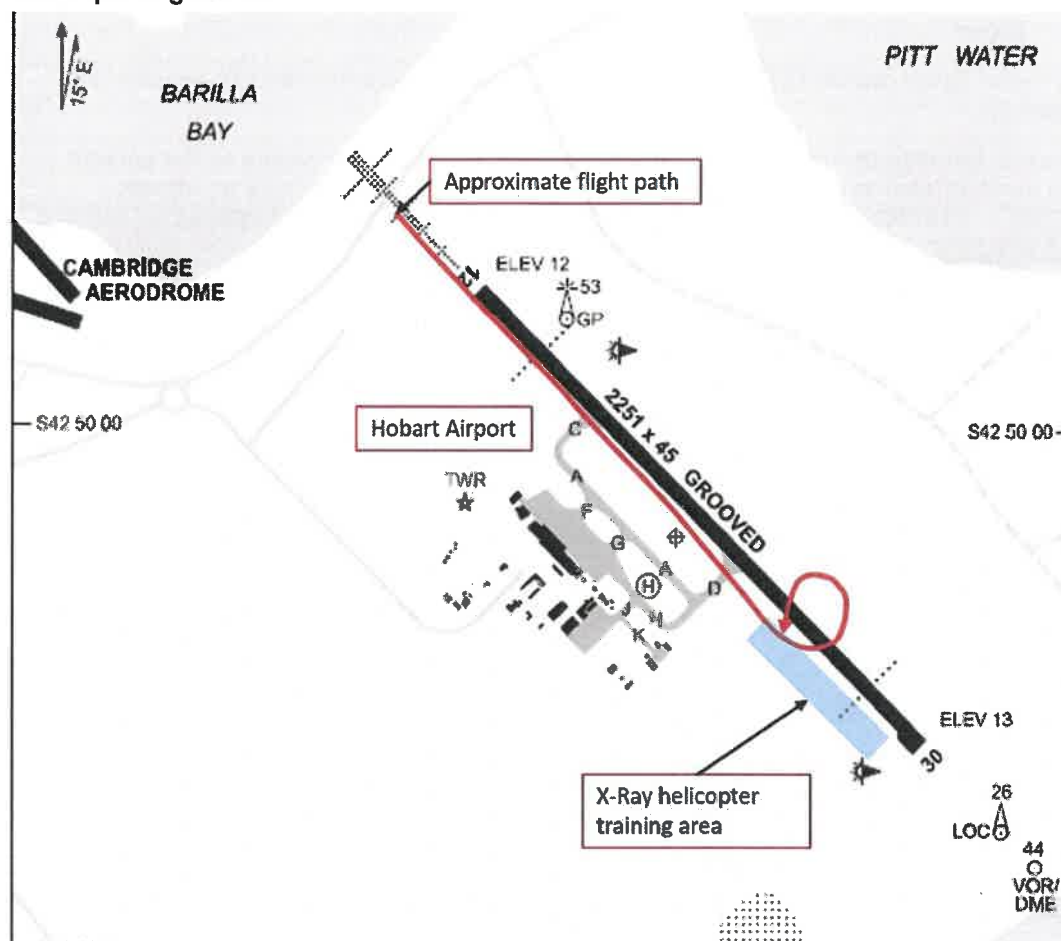 15° E
BARILLA
BAY
PITT WATER
Approximate flight path
12
ELEV 12
53
GP
CAMBRIDGE
AERODROME
S42 50 00
Hobart Airport
2251 x 45 GROOVED
S42 50 00
TWR
C
A
F
G
A
H
D
J
H
K
ELEV 13
30
X-Ray helicopter
training area
26
LOC
44
VOR/
DME